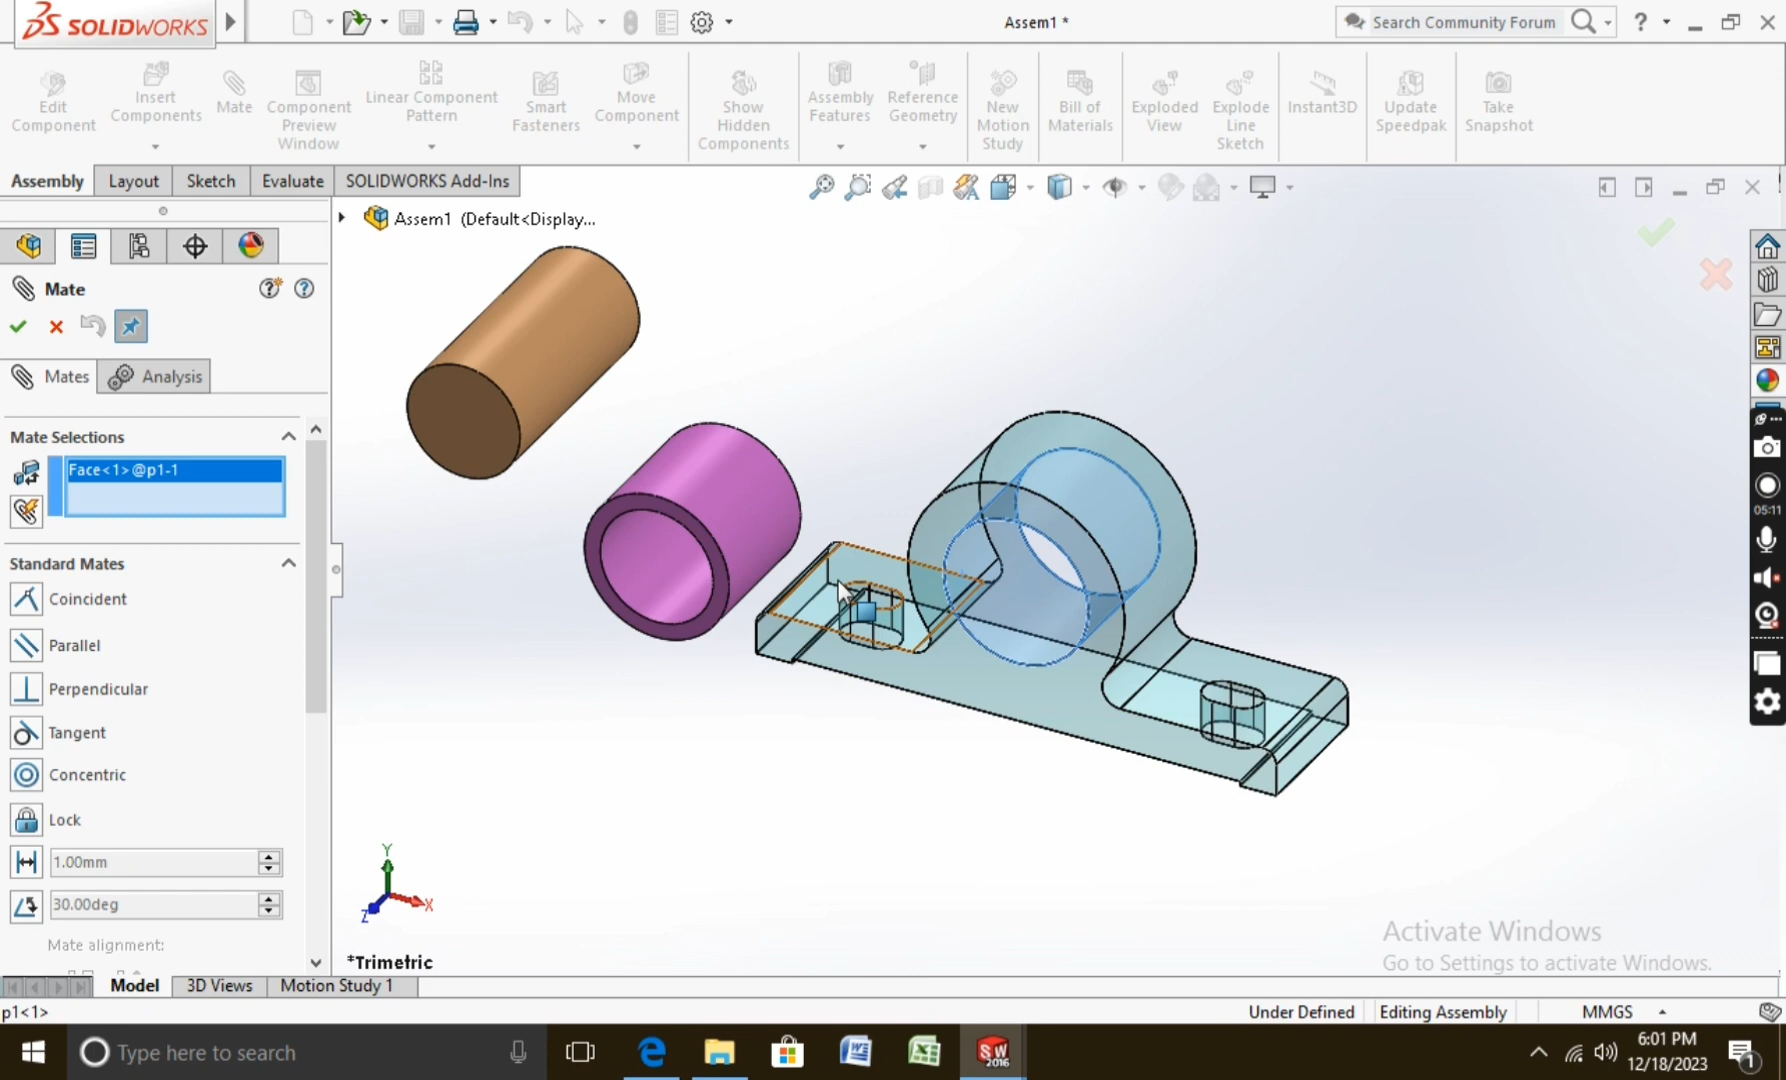 SOLIDWORKS
Assem1 *
Search Community Forum
?
Edit Component
Insert Components
Mate
Component Preview Window
Linear Component Pattern
Smart Fasteners
Move Component
Show Hidden Components
Assembly Features
Reference Geometry
New Motion Study
Bill of Materials
Exploded View
Explode Line Sketch
Instant3D
Update Speedpak
Take Snapshot
Assembly
Layout
Sketch
Evaluate
SOLIDWORKS Add-Ins
Assem1 (Default<Display...
Mate
Mates
Analysis
Mate Selections
Face<1>@p1-1
Standard Mates
Coincident
Parallel
Perpendicular
Tangent
Concentric
Lock
1.00mm
30.00deg
Mate alignment:
Y
X
Z
*Trimetric
05:11
Activate Windows
Go to Settings to activate Windows.
Model
3D Views
Motion Study 1
p1<1>
Under Defined
Editing Assembly
MMGS
Type here to search
SW
2016
6:01 PM
12/18/2023
1